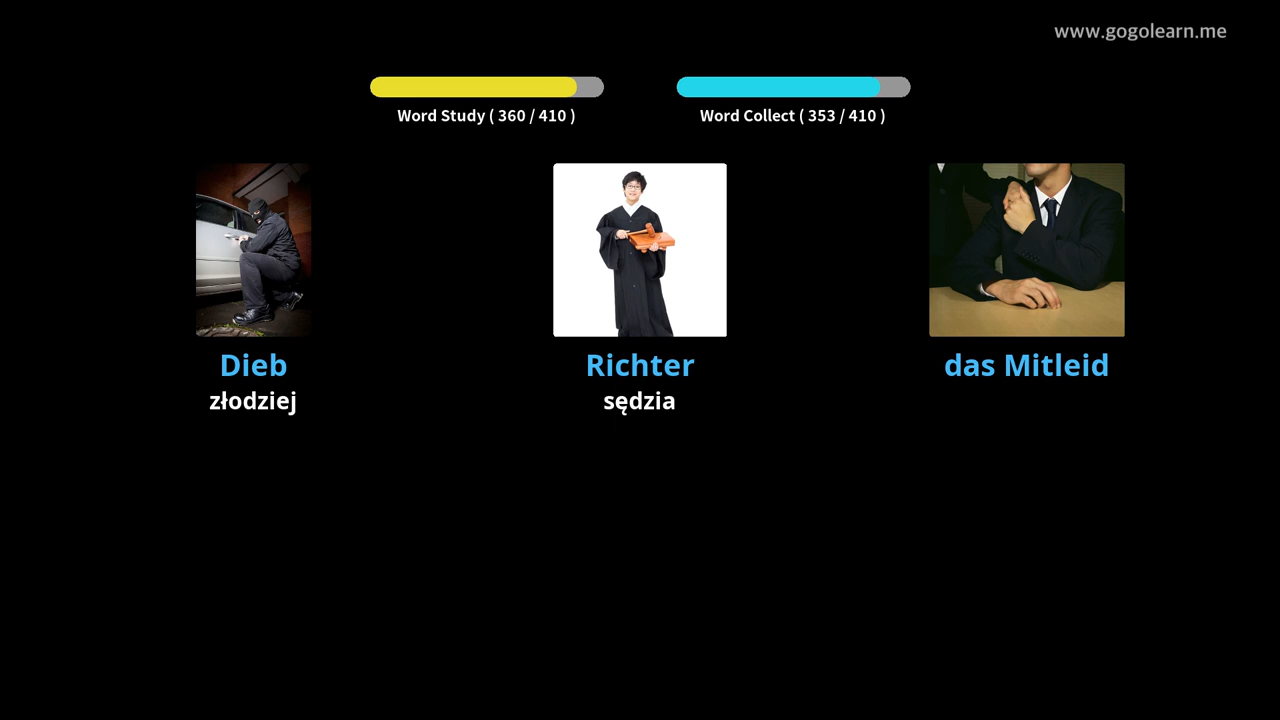 www.gogolearn.me
Word Study ( 360 / 410 )
Word Collect ( 353 / 410 )
Dieb
złodziej
Richter
sędzia
das Mitleid